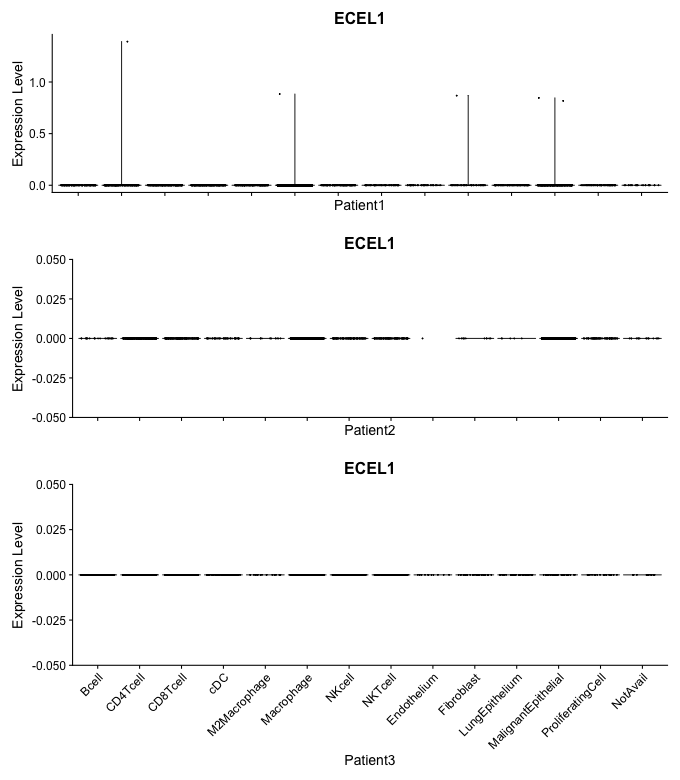 ECEL1
Expression Level
1.0
0.5
0.0
Patient1
ECEL1
Expression Level
0.050
0.025
0.000
-0.025
-0.050
Patient2
ECEL1
Expression Level
0.050
0.025
0.000
-0.025
-0.050
Bcell
CD4Tcell
CD8Tcell
cDC
M2Macrophage
Macrophage
NKcell
NKTcell
Endothelium
Fibroblast
LungEpithelium
MalignantEpithelial
ProliferatingCell
NotAvail
Patient3